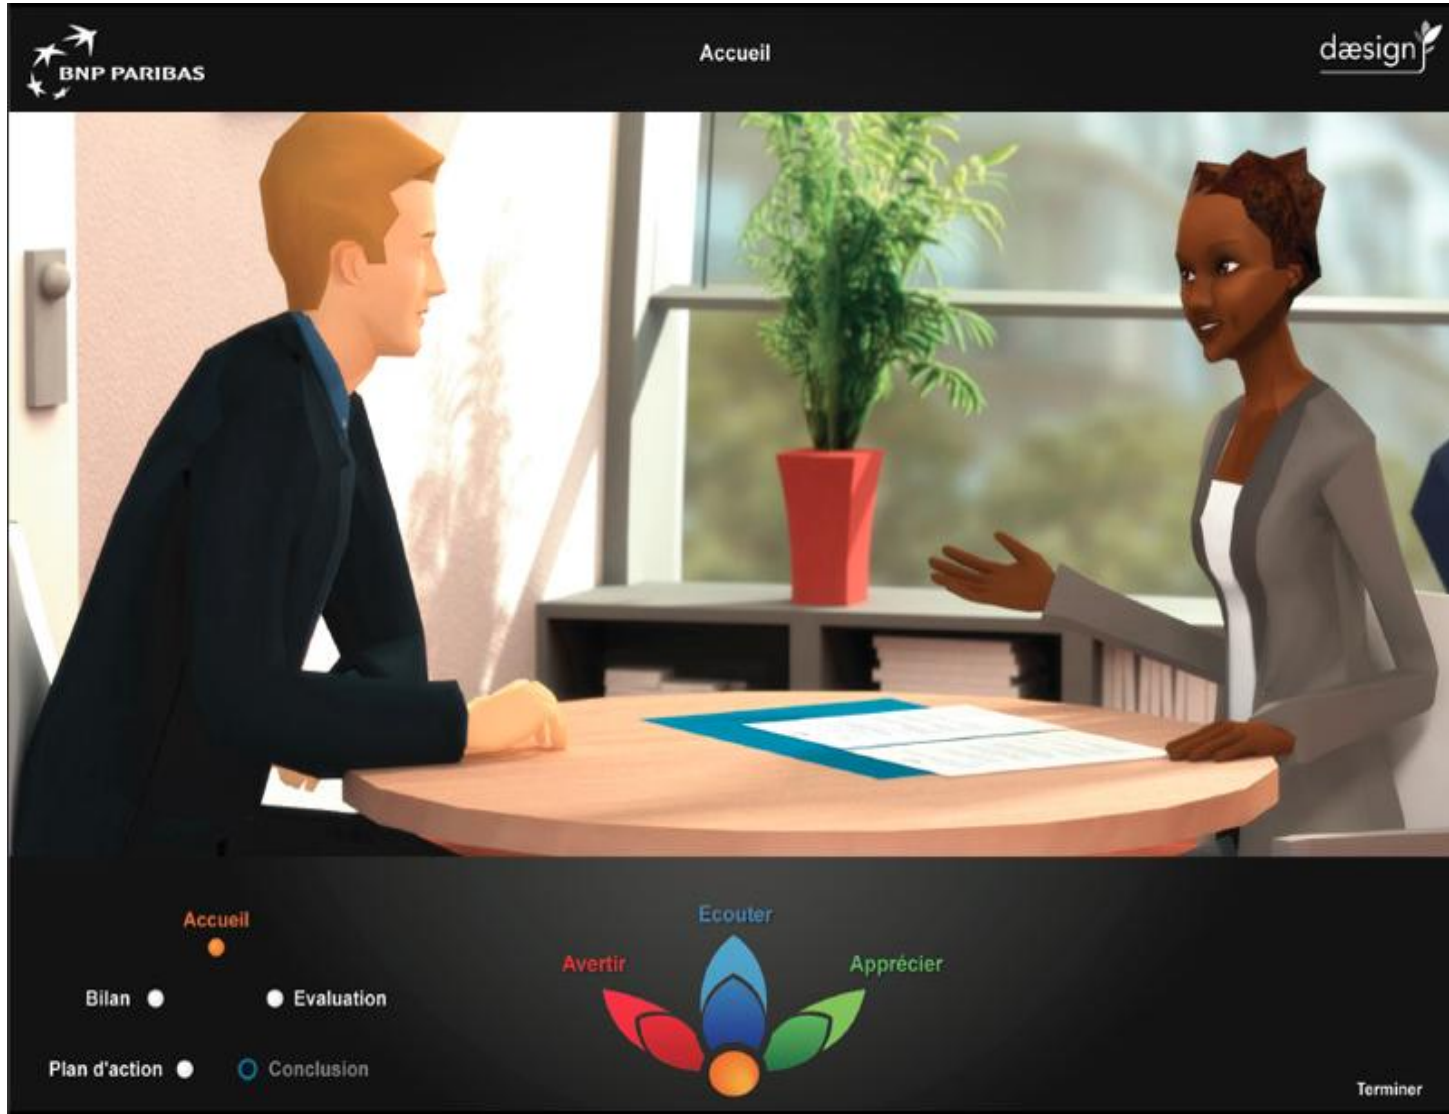 BNP PARIBAS
Accueil
dæsign
Accueil
Bilan
Evaluation
Plan d'action
Conclusion
Ecouter
Avertir
Apprécier
Terminer